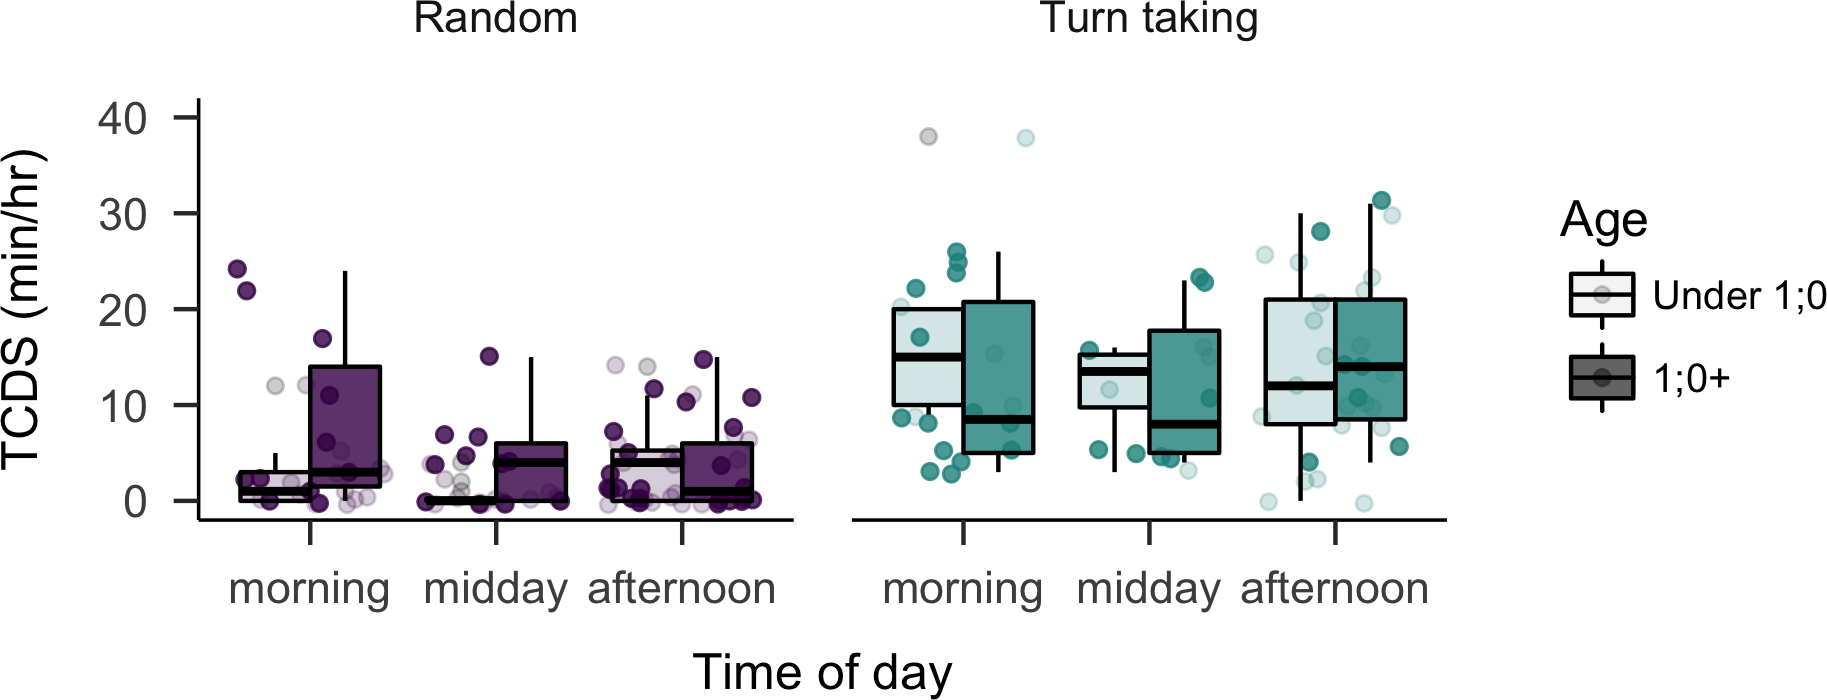 Random
Turn taking
TCDS (min/hr)
40
30
20
10
0
morning midday afternoon
morning midday afternoon
Time of day
Age
Under 1;0
1;0+